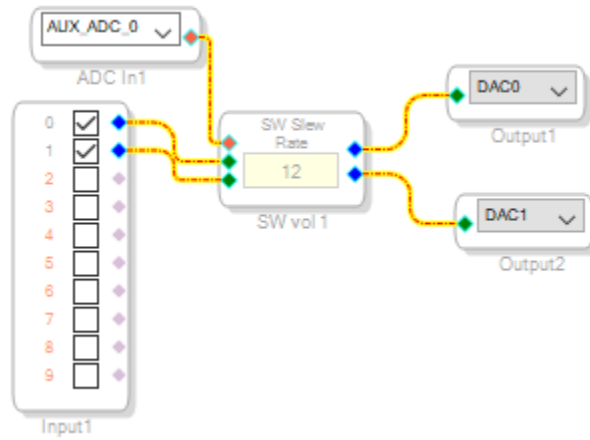 AUX_ADC_0
ADC In1
0
1
2
3
4
5
6
7
8
9
Input1
SW Slew
Rate
12
SW vol 1
DAC0
Output1
DAC1
Output2